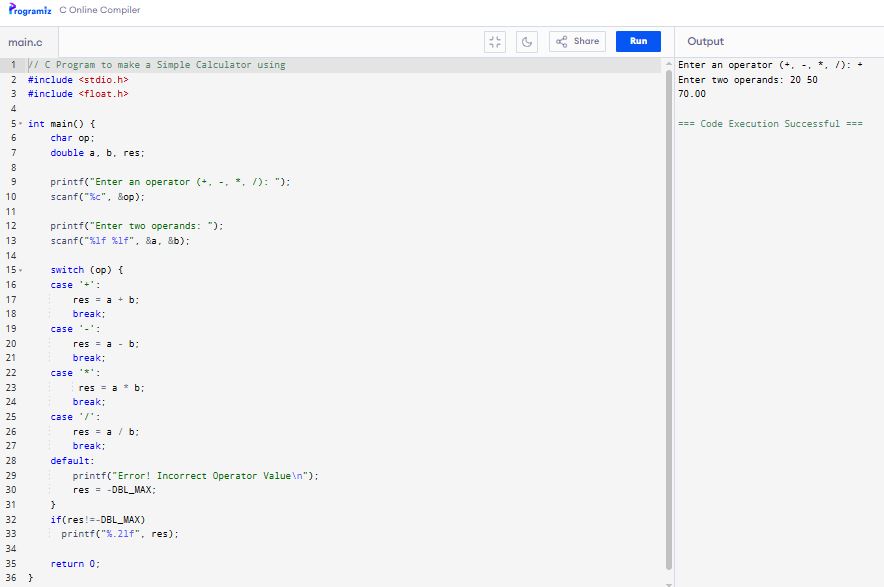 Programiz C Online Compiler
main.c
Share
Run
Output
1 // C Program to make a Simple Calculator using
2 #include <stdio.h>
3 #include <float.h>
4
5 int main() {
6 char op;
7 double a, b, res;
8
9 printf("Enter an operator (+, -, *, /): ");
10 scanf("%c", &op);
11
12 printf("Enter two operands: ");
13 scanf("%lf %lf", &a, &b);
14
15 switch (op) {
16 case '+':
17 res = a + b;
18 break;
19 case '-':
20 res = a - b;
21 break;
22 case '*':
23 res = a * b;
24 break;
25 case '/':
26 res = a / b;
27 break;
28 default:
29 printf("Error! Incorrect Operator Value\n");
30 res = -DBL_MAX;
31 }
32 if(res!=-DBL_MAX)
33 printf("%.2lf", res);
34
35 return 0;
36 }
Enter an operator (+, -, *, /): +
Enter two operands: 20 50
70.00
=== Code Execution Successful ===